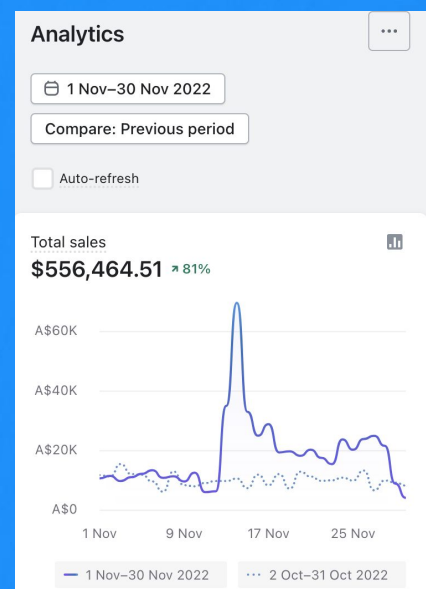 Analytics
...
1 Nov–30 Nov 2022
Compare: Previous period
Auto-refresh
Total sales
$556,464.51 ↗ 81%
A$60K
A$40K
A$20K
A$0
1 Nov 9 Nov 17 Nov 25 Nov
1 Nov–30 Nov 2022 2 Oct–31 Oct 2022